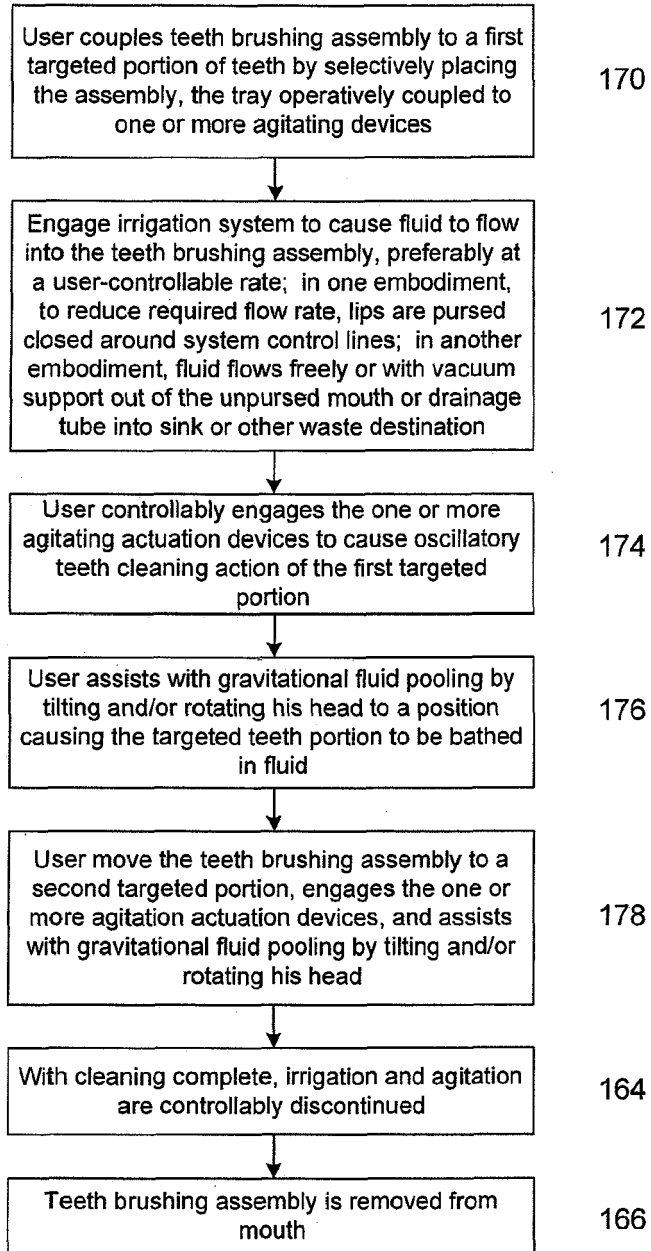 User couples teeth brushing assembly to a first
targeted portion of teeth by selectively placing
the assembly, the tray operatively coupled to
one or more agitating devices
170
Engage irrigation system to cause fluid to flow
into the teeth brushing assembly, preferably at
a user-controllable rate; in one embodiment,
to reduce required flow rate, lips are pursed
closed around system control lines; in another
embodiment, fluid flows freely or with vacuum
support out of the unpursed mouth or drainage
tube into sink or other waste destination
172
User controllably engages the one or more
agitating actuation devices to cause oscillatory
teeth cleaning action of the first targeted
portion
174
User assists with gravitational fluid pooling by
tilting and/or rotating his head to a position
causing the targeted teeth portion to be bathed
in fluid
176
User move the teeth brushing assembly to a
second targeted portion, engages the one or
more agitation actuation devices, and assists
with gravitational fluid pooling by tilting and/or
rotating his head
178
With cleaning complete, irrigation and agitation
are controllably discontinued
164
Teeth brushing assembly is removed from
mouth
166